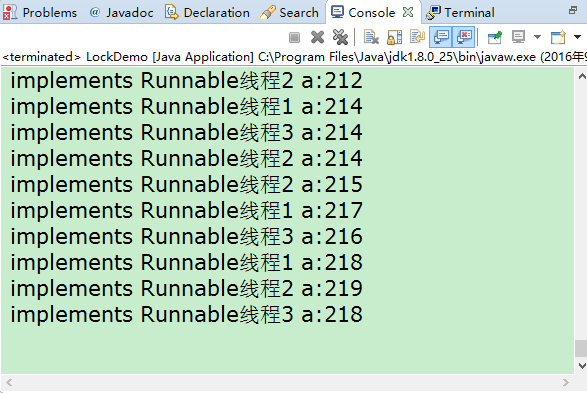 Problems @ Javadoc Declaration Search Console Terminal
<terminated> LockDemo [Java Application] C:\Program Files\Java\jdk1.8.0_25\bin\javaw.exe (2016年
implements Runnable线程2 a:212
implements Runnable线程1 a:214
implements Runnable线程3 a:214
implements Runnable线程2 a:214
implements Runnable线程2 a:215
implements Runnable线程1 a:217
implements Runnable线程3 a:216
implements Runnable线程1 a:218
implements Runnable线程2 a:219
implements Runnable线程3 a:218